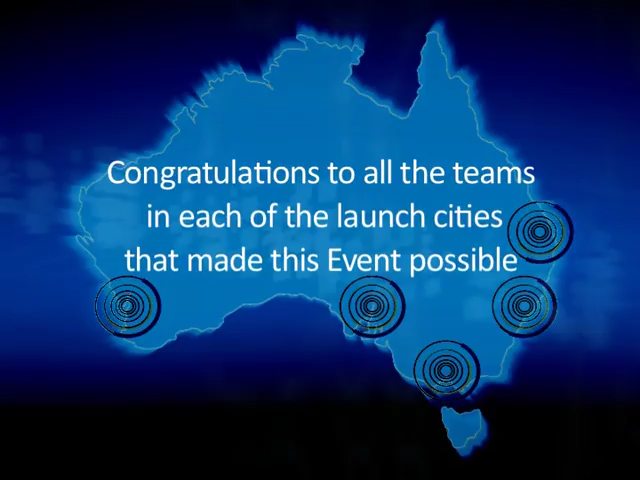 Congratulations to all the teams
in each of the launch cities
that made this Event possible